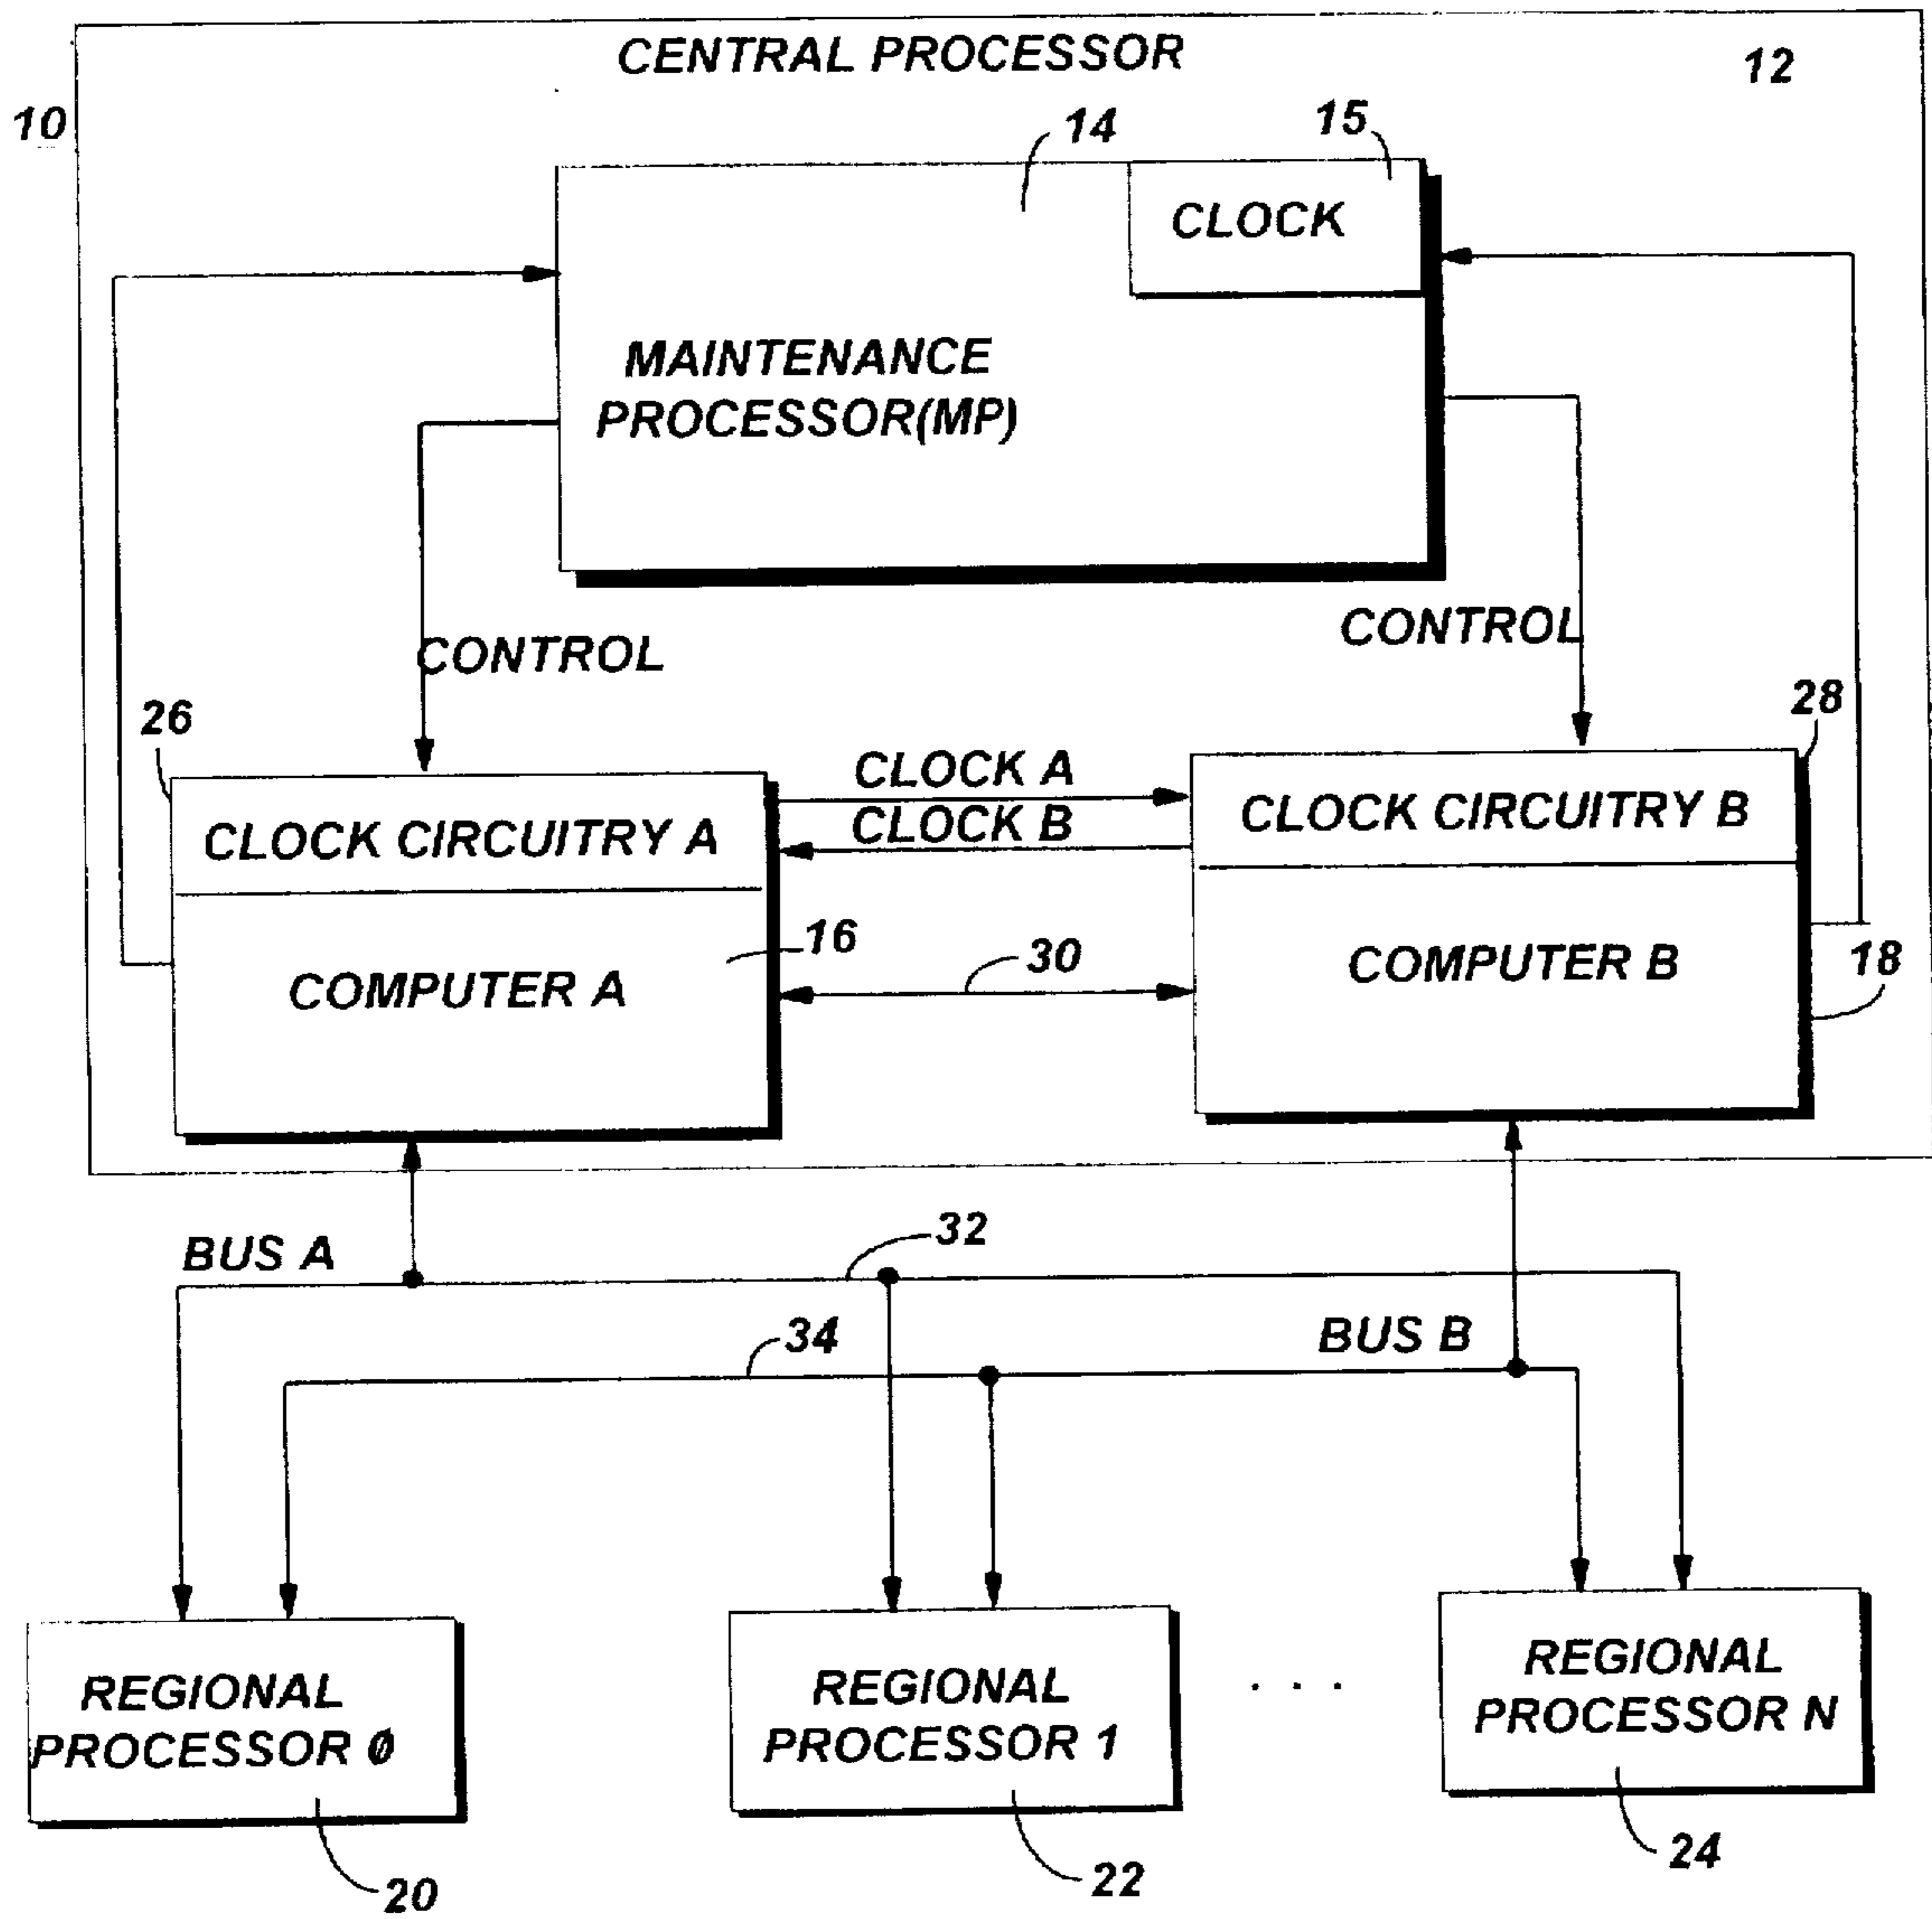 CENTRAL PROCESSOR
12
10
14
15
CLOCK
MAINTENANCE
PROCESSOR(MP)
CONTROL
CONTROL
26
28
CLOCK A
CLOCK B
CLOCK CIRCUITRY A
CLOCK CIRCUITRY B
16
30
18
COMPUTER A
COMPUTER B
BUS A
32
34
BUS B
REGIONAL
PROCESSOR 0
REGIONAL
PROCESSOR 1
. . .
REGIONAL
PROCESSOR N
20
22
24